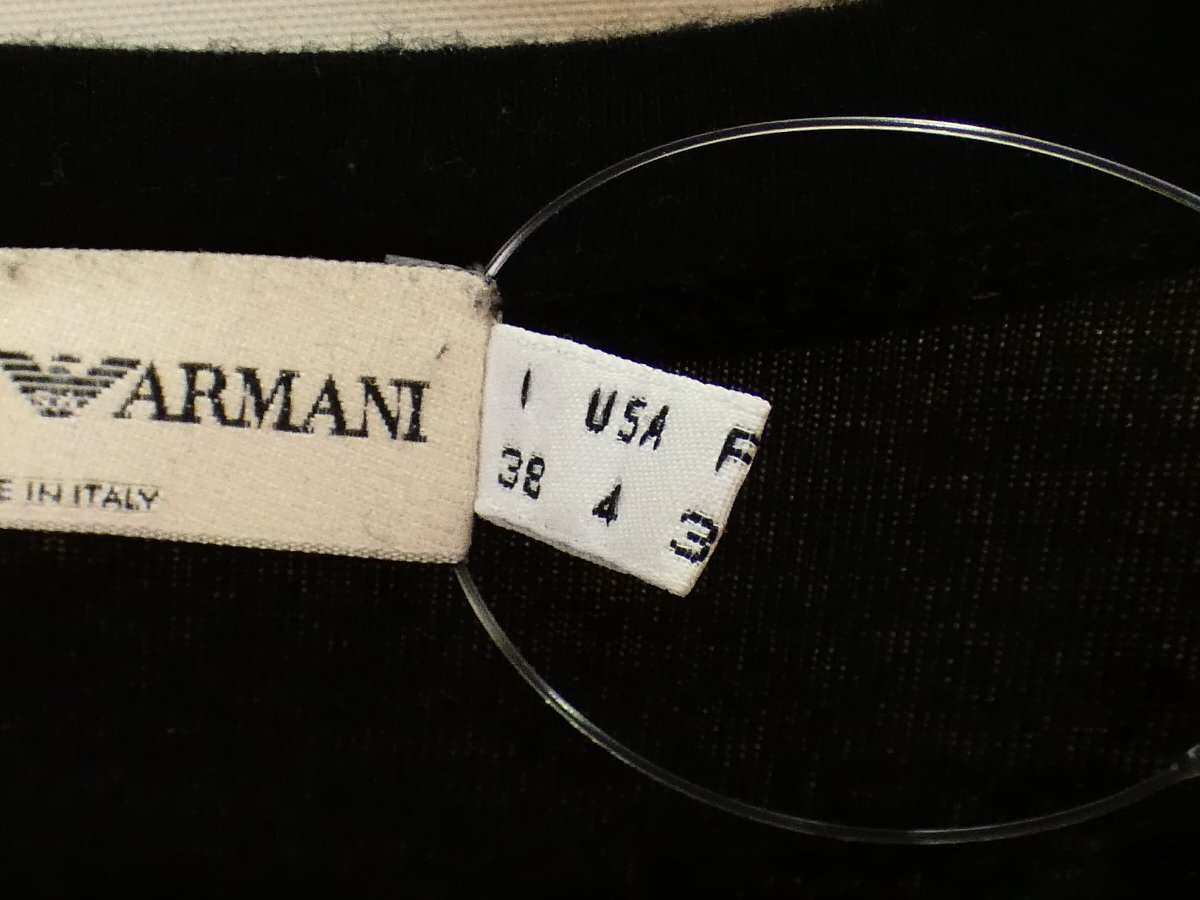 ARMANI
E IN ITALY
I USA F
38 4 3